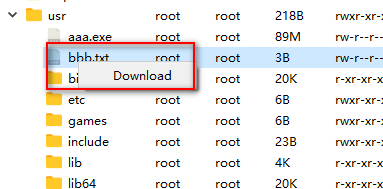 usr root root 218B rwxr-xr-
aaa.exe root root 89M rw-r--r--
bbb.txt root root 3B rw-r--r--
Download
bi root 20K r-xr-xr-x
etc root root 6B rwxr-xr-x
games root root 6B rwxr-xr-x
include root root 23B rwxr-xr-x
lib root root 4K r-xr-xr-x
lib64 root root 20K r-xr-xr-x